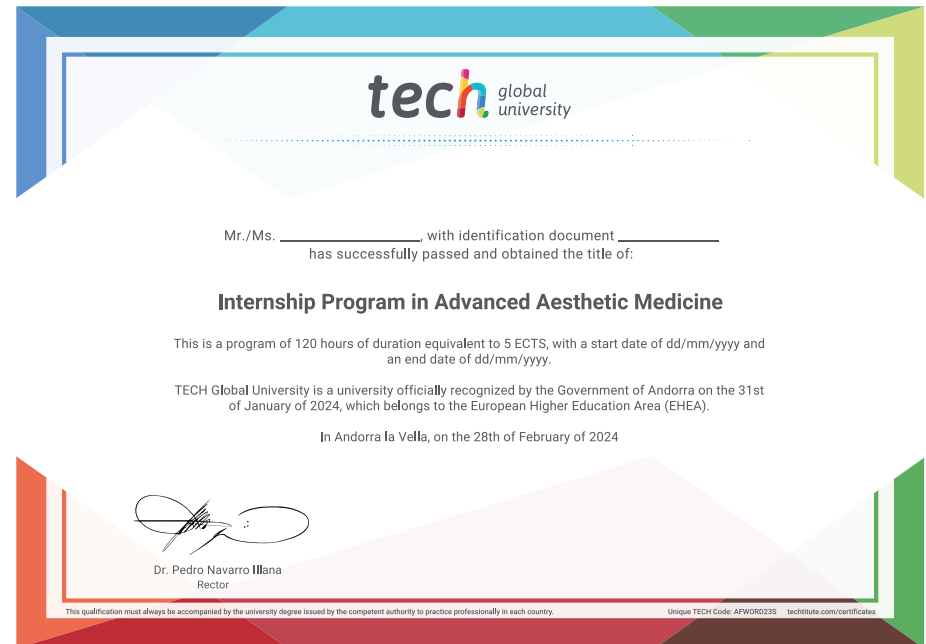 tech global
university
Mr./Ms. ____________________, with identification document ______________
has successfully passed and obtained the title of:
Internship Program in Advanced Aesthetic Medicine
This is a program of 120 hours of duration equivalent to 5 ECTS, with a start date of dd/mm/yyyy and
an end date of dd/mm/yyyy.
TECH Global University is a university officially recognized by the Government of Andorra on the 31st
of January of 2024, which belongs to the European Higher Education Area (EHEA).
In Andorra la Vella, on the 28th of February of 2024
Dr. Pedro Navarro Illana
Rector
This qualification must always be accompanied by the university degree issued by the competent authority to practice professionally in each country.
Unique TECH Code: AFWORD23S techtitute.com/certificates